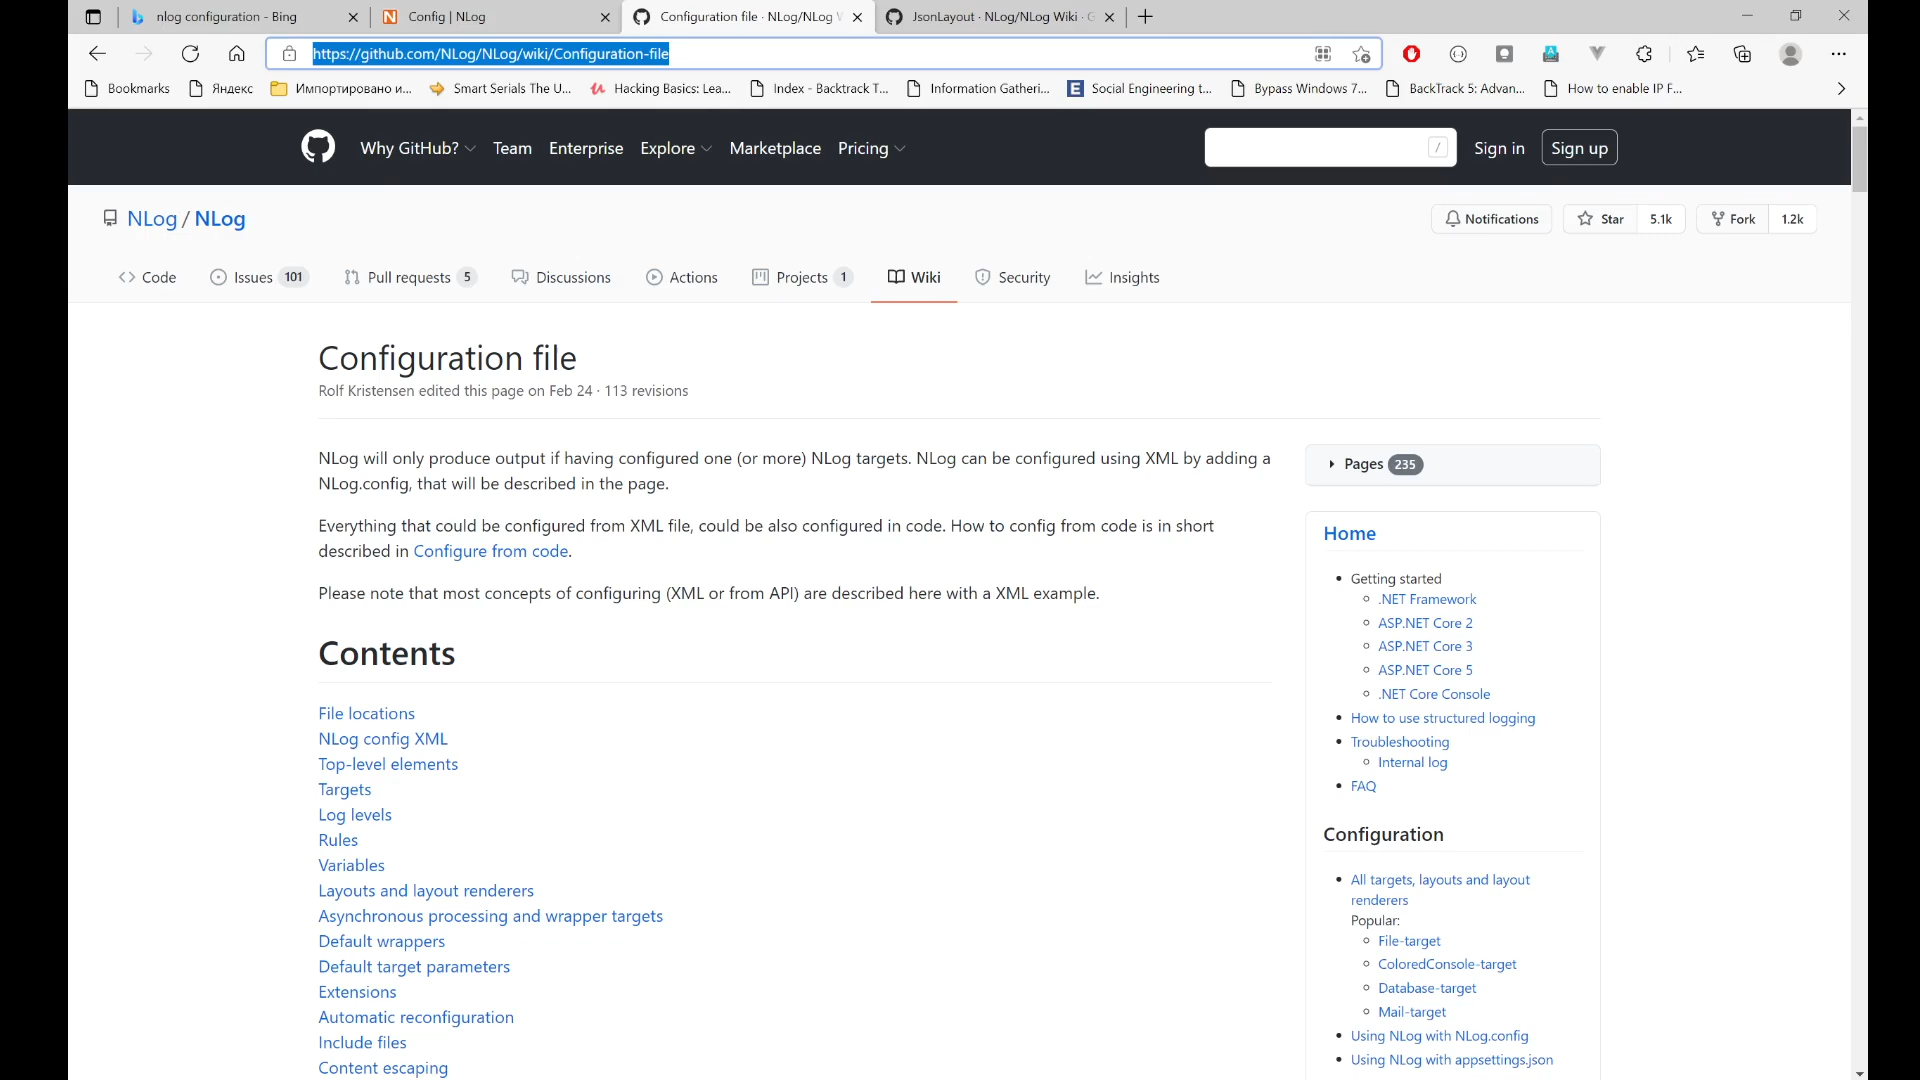 nlog configuration - Bing
Config | NLog
Configuration file · NLog/NLog W
JsonLayout · NLog/NLog Wiki · G
https://github.com/NLog/NLog/wiki/Configuration-file
Bookmarks
Яндекс
Импортировано и...
Smart Serials The U...
Hacking Basics: Lea...
Index - Backtrack T...
Information Gatheri...
Social Engineering t...
Bypass Windows 7...
BackTrack 5: Advan...
How to enable IP F...
Why GitHub?
Team
Enterprise
Explore
Marketplace
Pricing
/
Sign in
Sign up
NLog / NLog
Notifications
Star 5.1k
Fork 1.2k
Code
Issues 101
Pull requests 5
Discussions
Actions
Projects 1
Wiki
Security
Insights
Configuration file
Rolf Kristensen edited this page on Feb 24 · 113 revisions
NLog will only produce output if having configured one (or more) NLog targets. NLog can be configured using XML by adding a
NLog.config, that will be described in the page.
Everything that could be configured from XML file, could be also configured in code. How to config from code is in short
described in Configure from code.
Please note that most concepts of configuring (XML or from API) are described here with a XML example.
Contents
File locations
NLog config XML
Top-level elements
Targets
Log levels
Rules
Variables
Layouts and layout renderers
Asynchronous processing and wrapper targets
Default wrappers
Default target parameters
Extensions
Automatic reconfiguration
Include files
Content escaping
Pages 235
Home
Getting started
.NET Framework
ASP.NET Core 2
ASP.NET Core 3
ASP.NET Core 5
.NET Core Console
How to use structured logging
Troubleshooting
Internal log
FAQ
Configuration
All targets, layouts and layout
renderers
Popular:
File-target
ColoredConsole-target
Database-target
Mail-target
Using NLog with NLog.config
Using NLog with appsettings.json